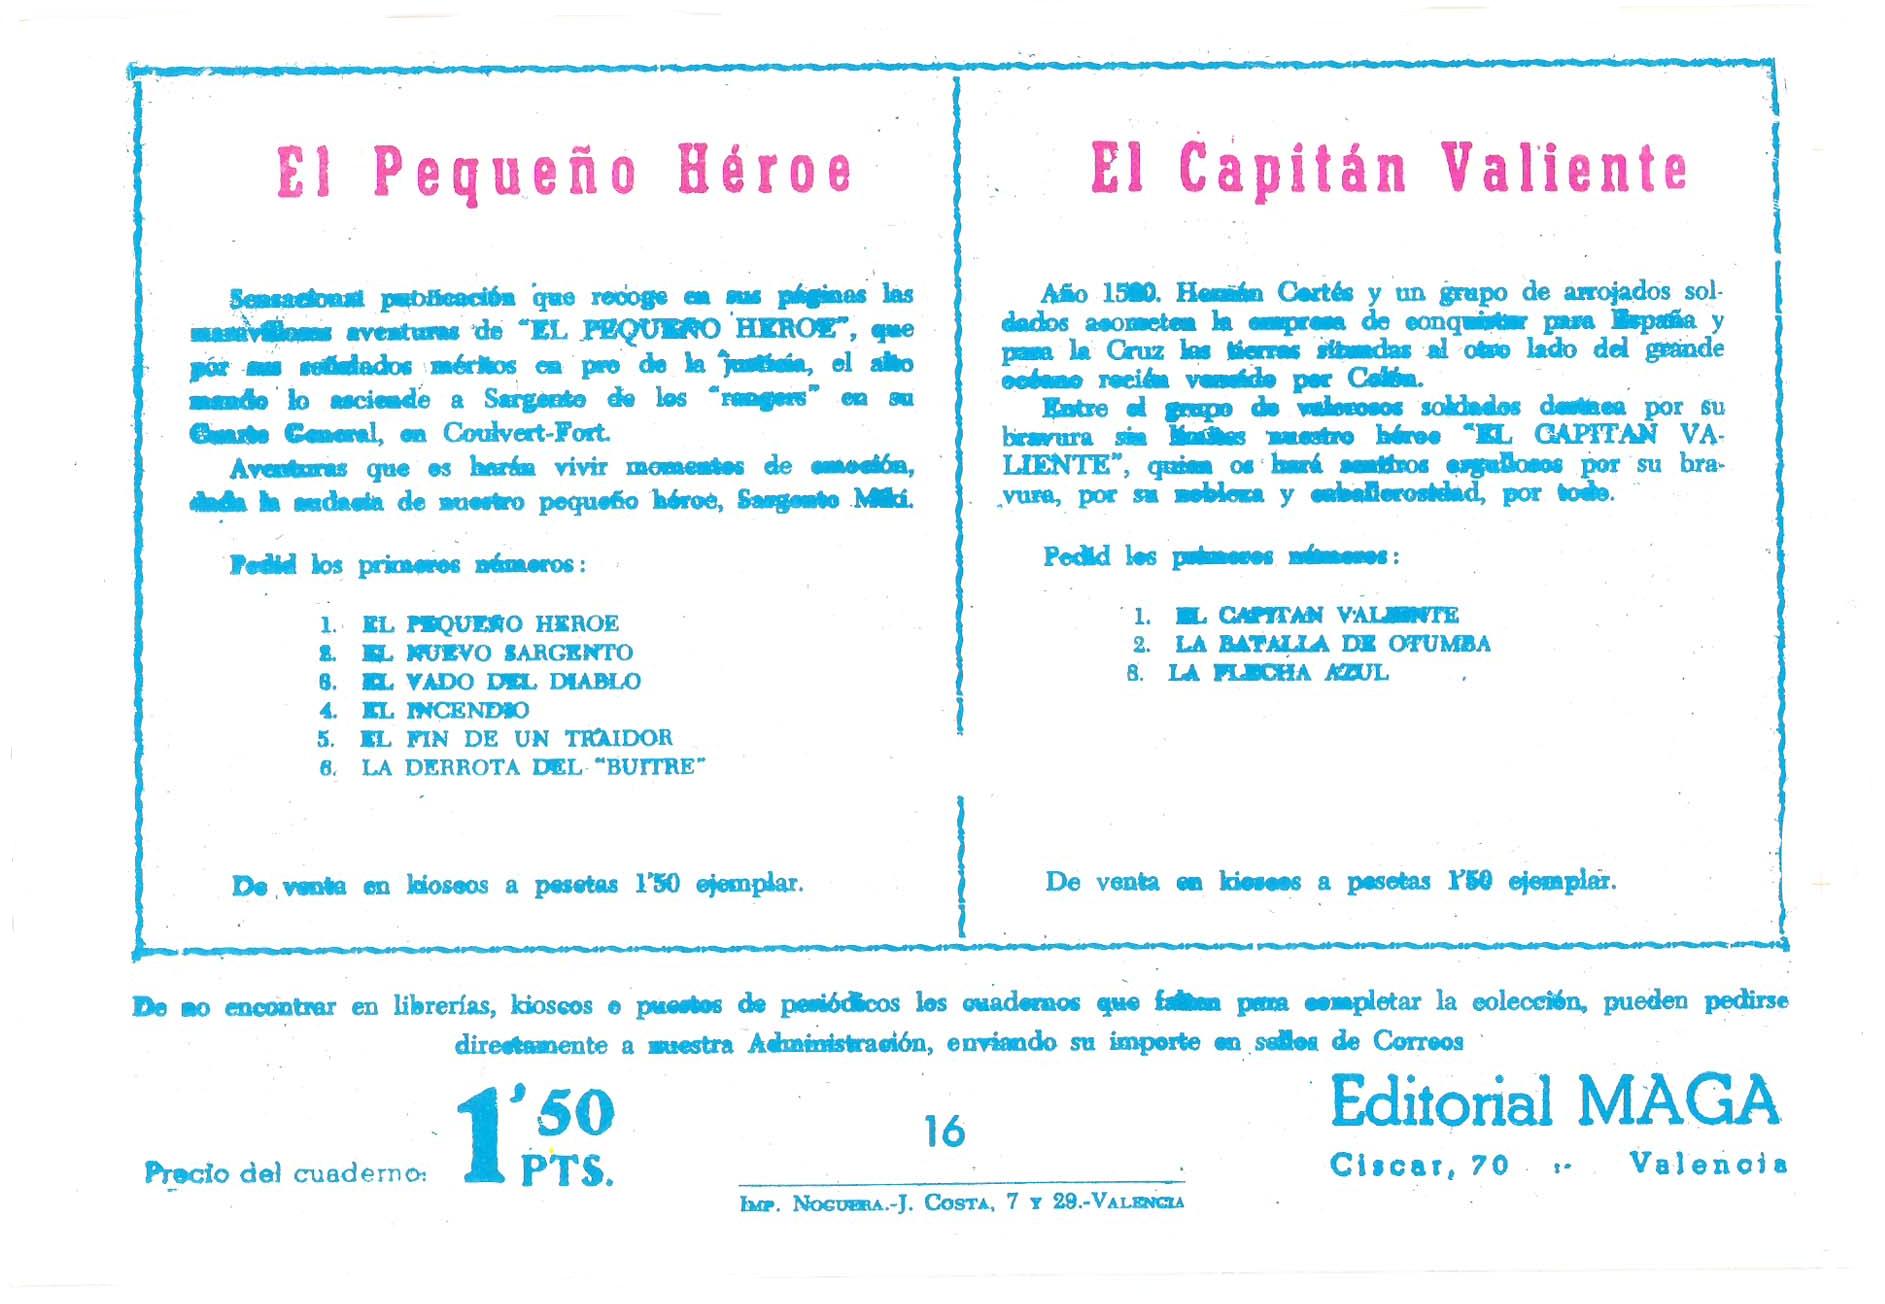 El Pequeño Héroe
Sensacional publicación que recoge en sus páginas las
maravillosas aventuras de "EL PEQUEÑO HEROE", que
por sus señalados méritos en pro de la justicia, el alto
mando lo asciende a Sargento de los "rangers" en su
Cuarto General, en Coulvert-Fort.
Aventuras que os harán vivir momentos de emoción,
dada la audacia de nuestro pequeño héroe, Sargento Miki.
Pedid los primeros números:
1. EL PEQUEÑO HEROE
2. EL NUEVO SARGENTO
3. EL VADO DEL DIABLO
4. EL INCENDIO
5. EL FIN DE UN TRAIDOR
6. LA DERROTA DEL "BUITRE"
De venta en kioscos a pesetas 1'50 ejemplar.
El Capitán Valiente
Año 1520. Hernán Cortés y un grupo de arrojados sol-
dados acometen la empresa de conquistar para España y
para la Cruz las tierras situadas al otro lado del grande
océano recién vencido por Colón.
Entre el grupo de valerosos soldados destaca por su
bravura sin límites nuestro héroe "EL CAPITAN VA-
LIENTE", quien os hará sentiros orgullosos por su bra-
vura, por su nobleza y caballerosidad, por todo.
Pedid los primeros números:
1. EL CAPITAN VALIENTE
2. LA BATALLA DE OTUMBA
3. LA FLECHA AZUL
De venta en kioscos a pesetas 1'50 ejemplar.
De no encontrar en librerías, kioscos o puestos de periódicos los cuadernos que faltan para completar la colección, pueden pedirse
directamente a nuestra Administración, enviando su importe en sellos de Correos
Precio del cuaderno: 1'50 PTS.
16
IMP. NOGUERA.-J. COSTA, 7 Y 29.-VALENCIA
Editorial MAGA
Ciscar, 70 :- Valencia